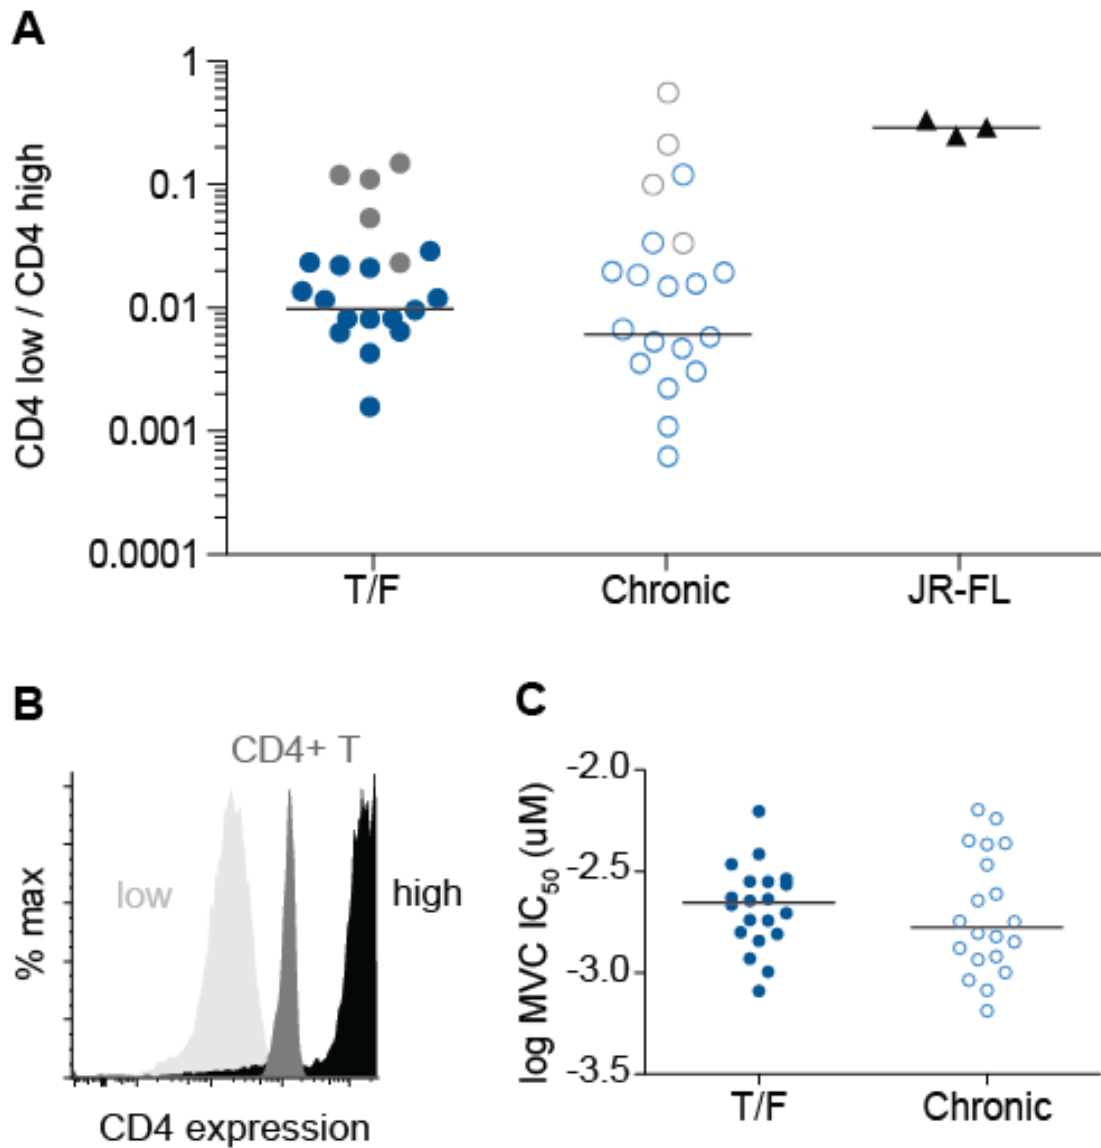 A
CD4 low / CD4 high
1
0.1
0.01
0.001
0.0001
T/F
Chronic
JR-FL
B
CD4+ T
low
high
% max
CD4 expression
C
log MVC IC50 (uM)
-2.0
-2.5
-3.0
-3.5
T/F
Chronic